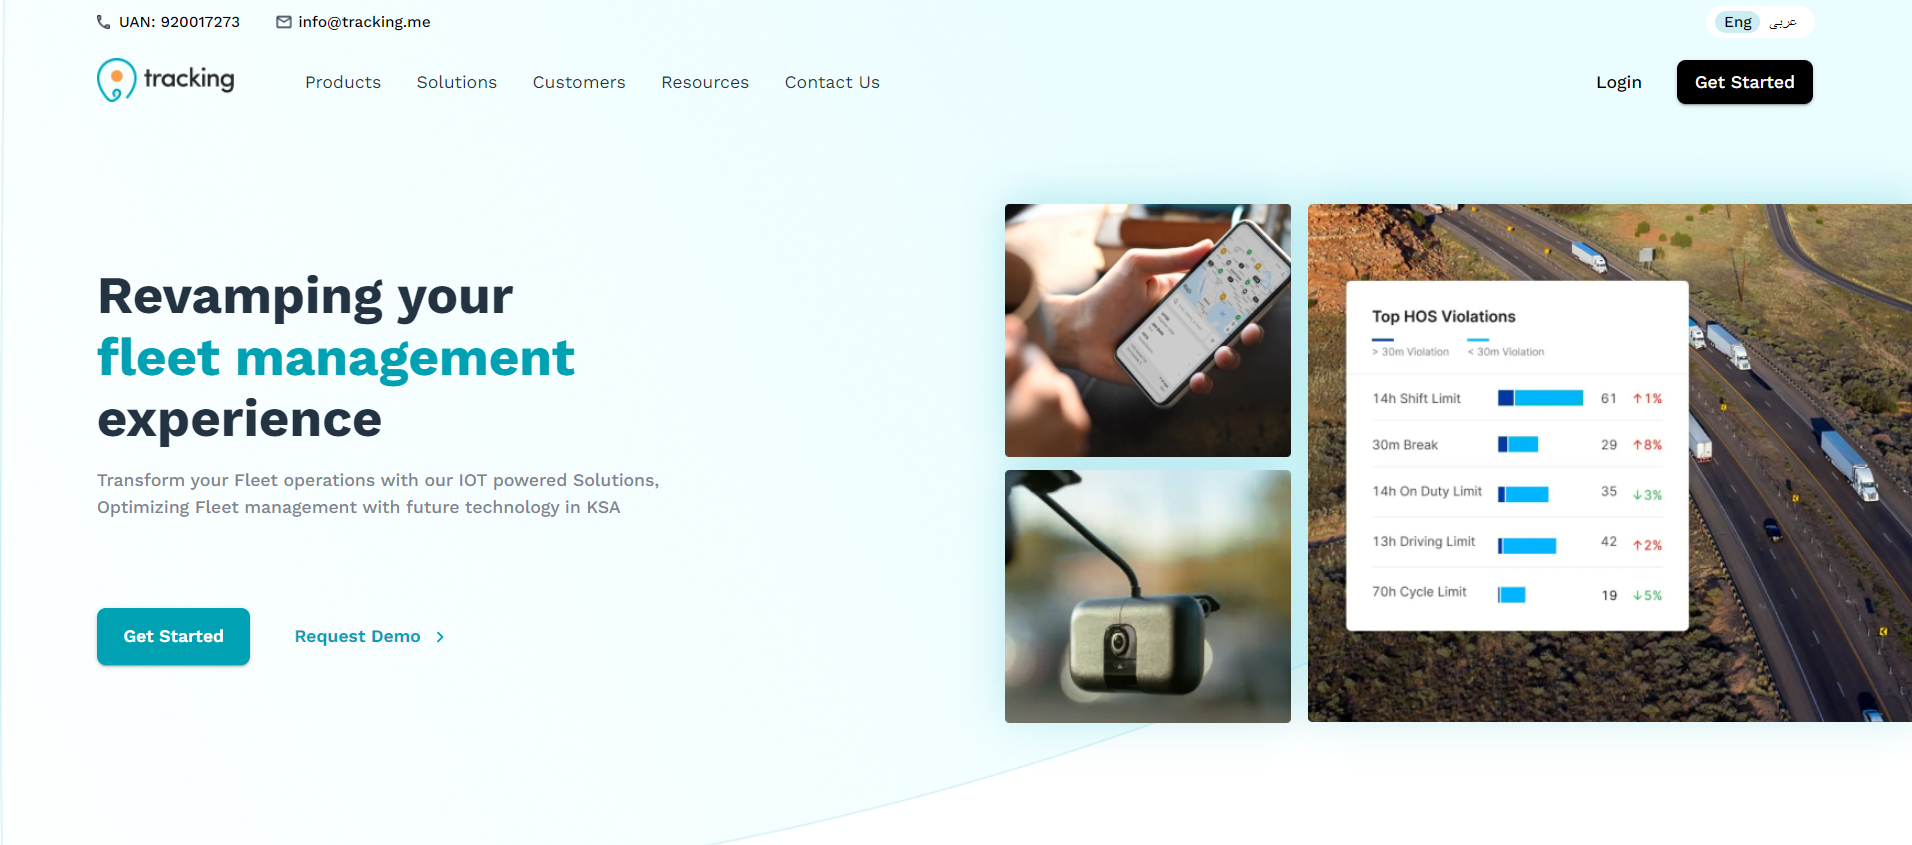 UAN: 920017273
info@tracking.me
Eng
عربى
tracking
Products
Solutions
Customers
Resources
Contact Us
Login
Get Started
Revamping your
fleet management
experience
Transform your Fleet operations with our IOT powered Solutions,
Optimizing Fleet management with future technology in KSA
Get Started
Request Demo
Top HOS Violations
> 30m Violation
< 30m Violation
14h Shift Limit 61 ↑1%
30m Break 29 ↑8%
14h On Duty Limit 35 ↓3%
13h Driving Limit 42 ↑2%
70h Cycle Limit 19 ↓5%